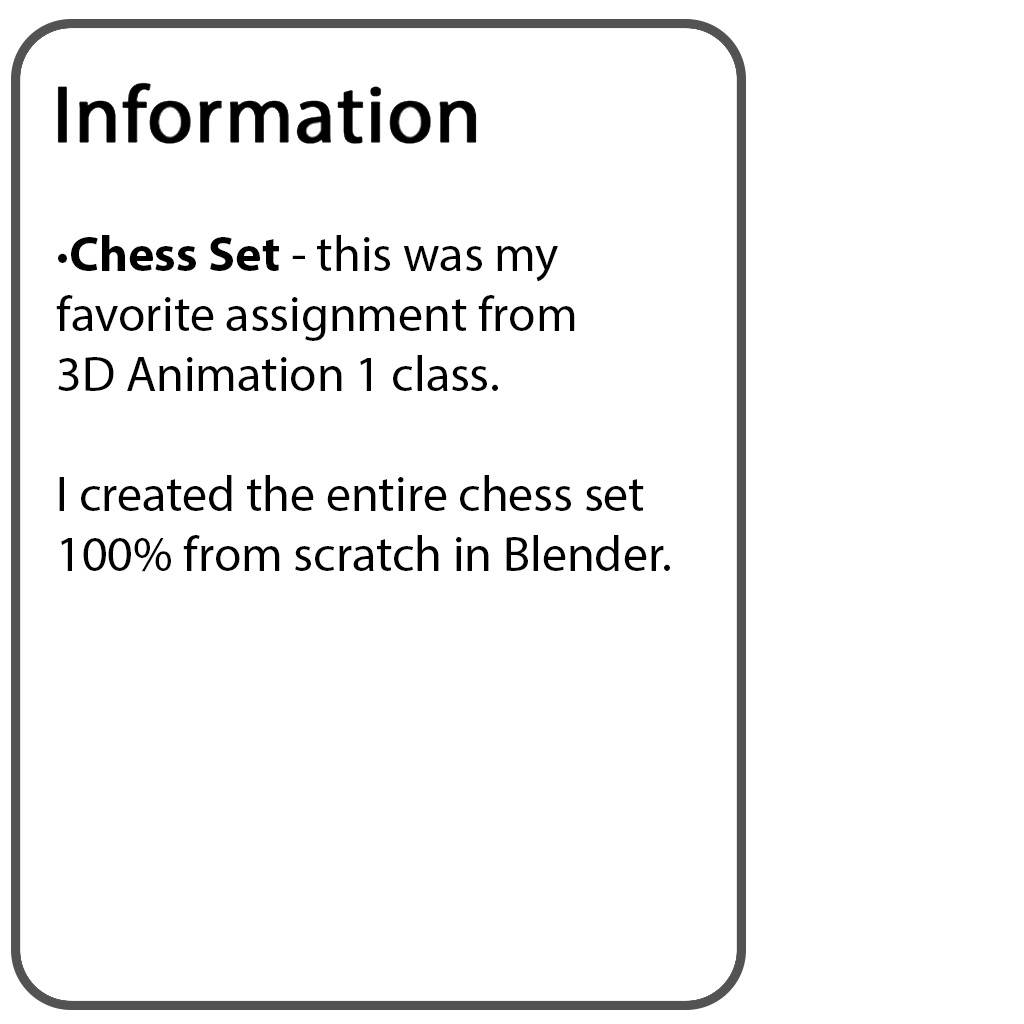 Information
•Chess Set - this was my
favorite assignment from
3D Animation 1 class.
I created the entire chess set
100% from scratch in Blender.